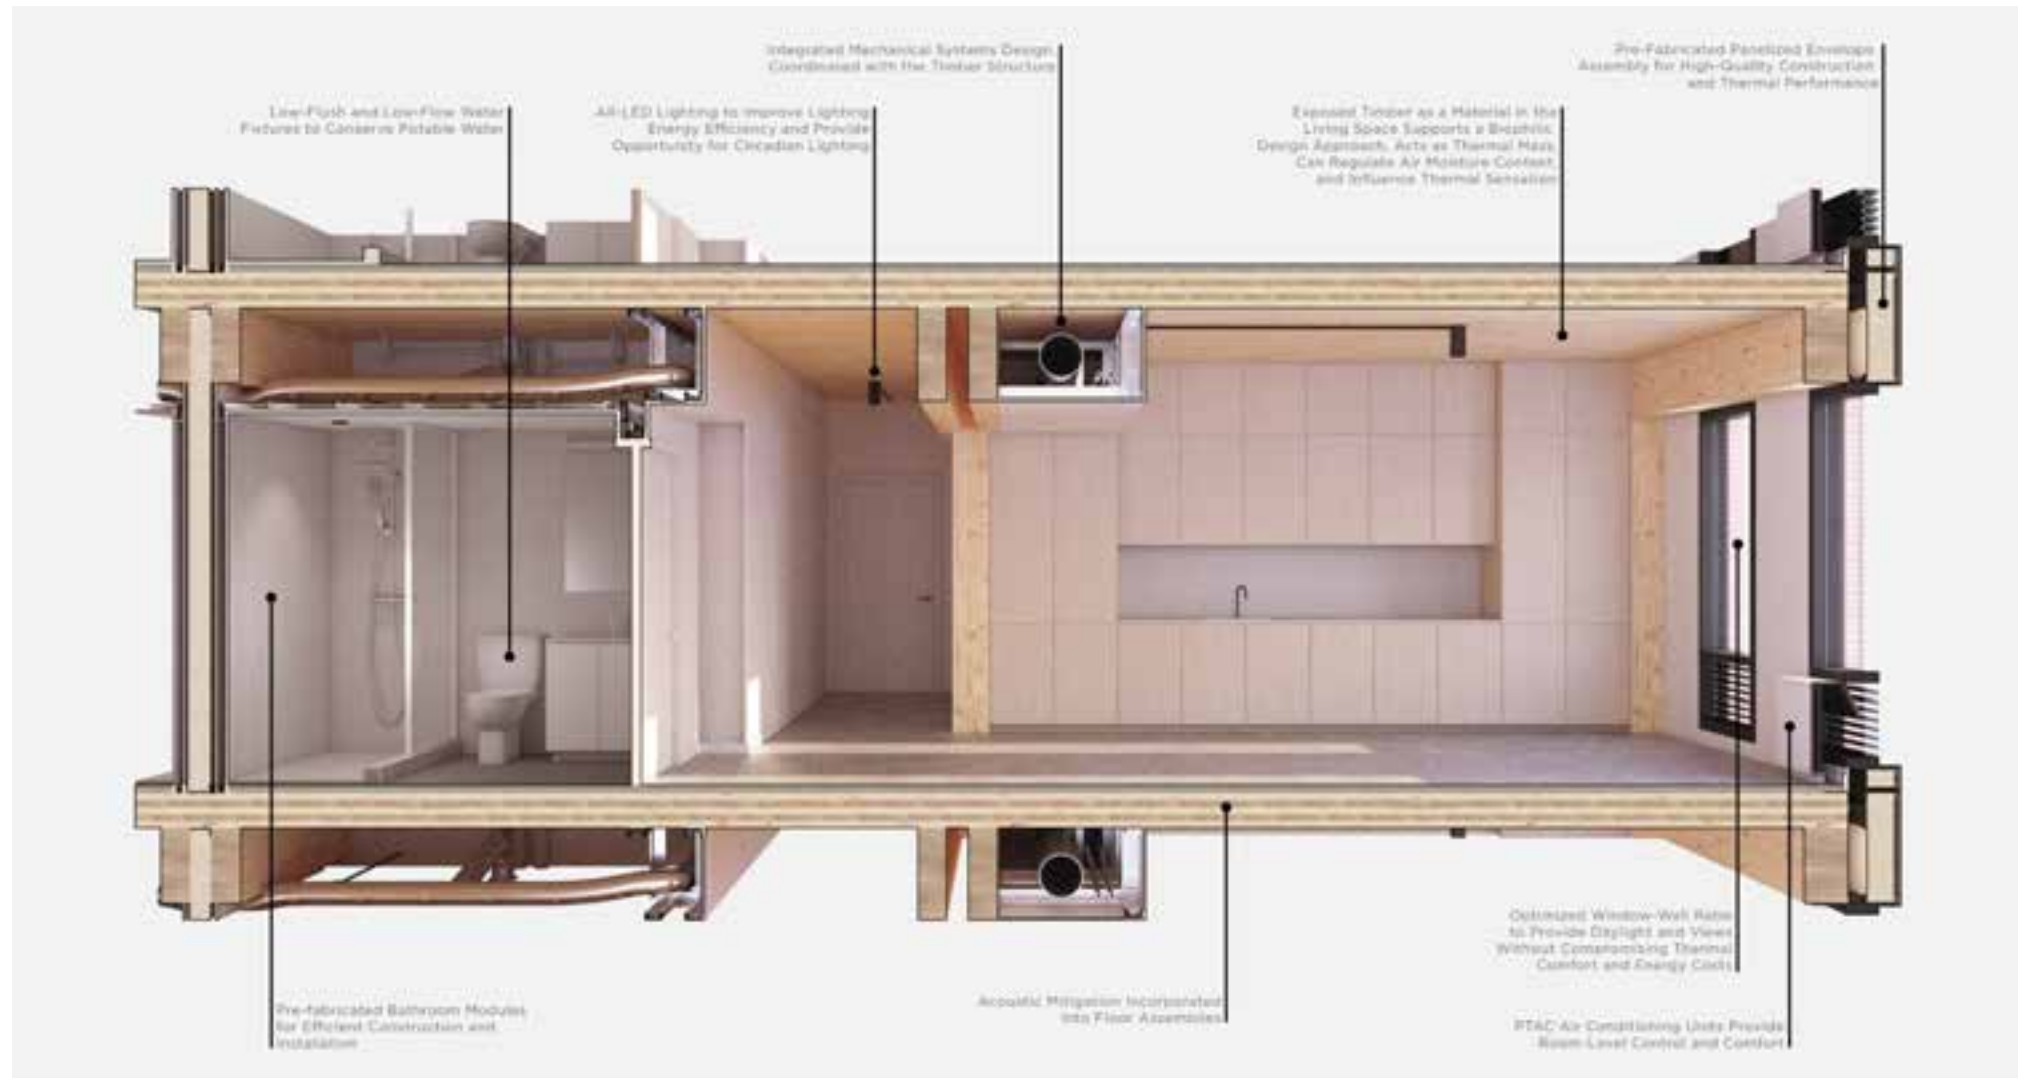 Integrated Mechanical Systems Design
Coordinated with the Timber Structure
Pre-Fabricated Panelized Envelope
Assembly for High-Quality Construction
and Thermal Performance
Low-Flush and Low-Flow Water
Fixtures to Conserve Potable Water
All-LED Lighting to Improve Lighting
Energy Efficiency and Provide
Opportunity for Circadian Lighting
Exposed Timber as a Material in the
Living Space Supports a Biophilic
Design Approach, Acts as Thermal Mass,
Can Regulate Air Moisture Content,
and Influence Thermal Sensation
Optimized Window-Wall Ratio
to Provide Daylight and Views
Without Compromising Thermal
Comfort and Energy Costs
Pre-fabricated Bathroom Modules
for Efficient Construction and
Installation
Acoustic Mitigation Incorporated
Into Floor Assemblies
PTAC Air Conditioning Units Provide
Room-Level Control and Comfort